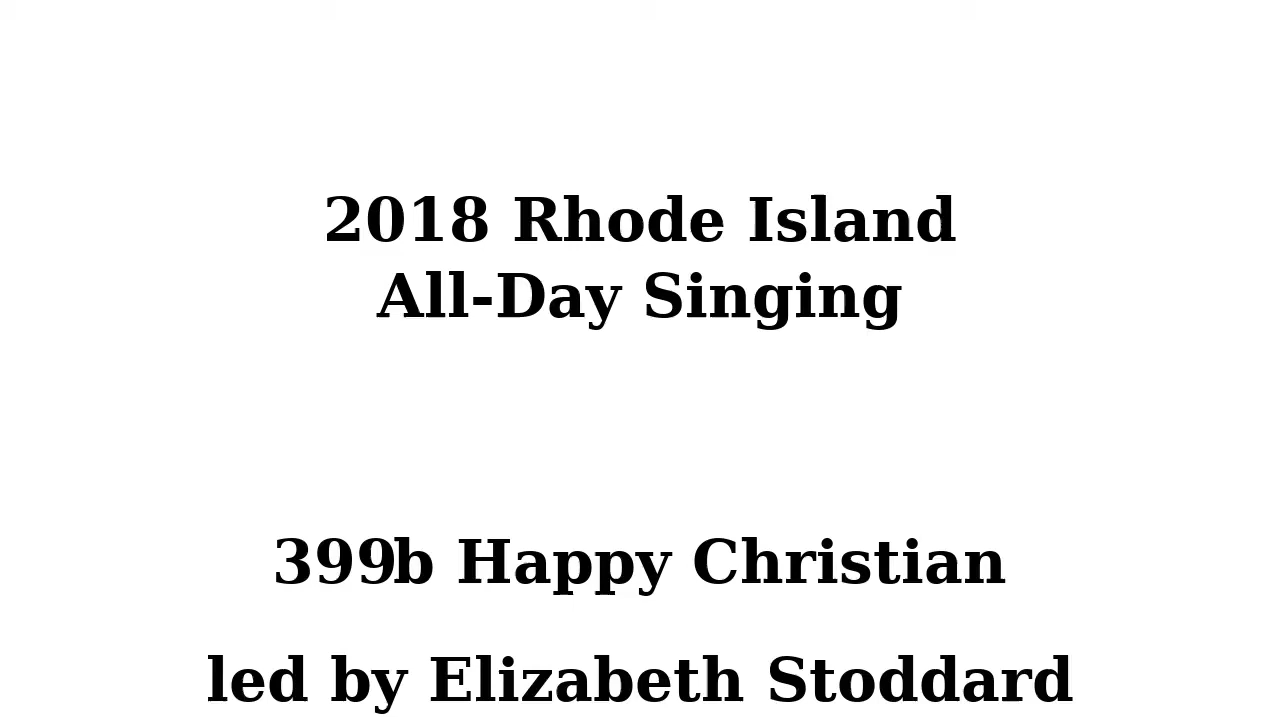 2018 Rhode Island
All-Day Singing
399b Happy Christian
led by Elizabeth Stoddard